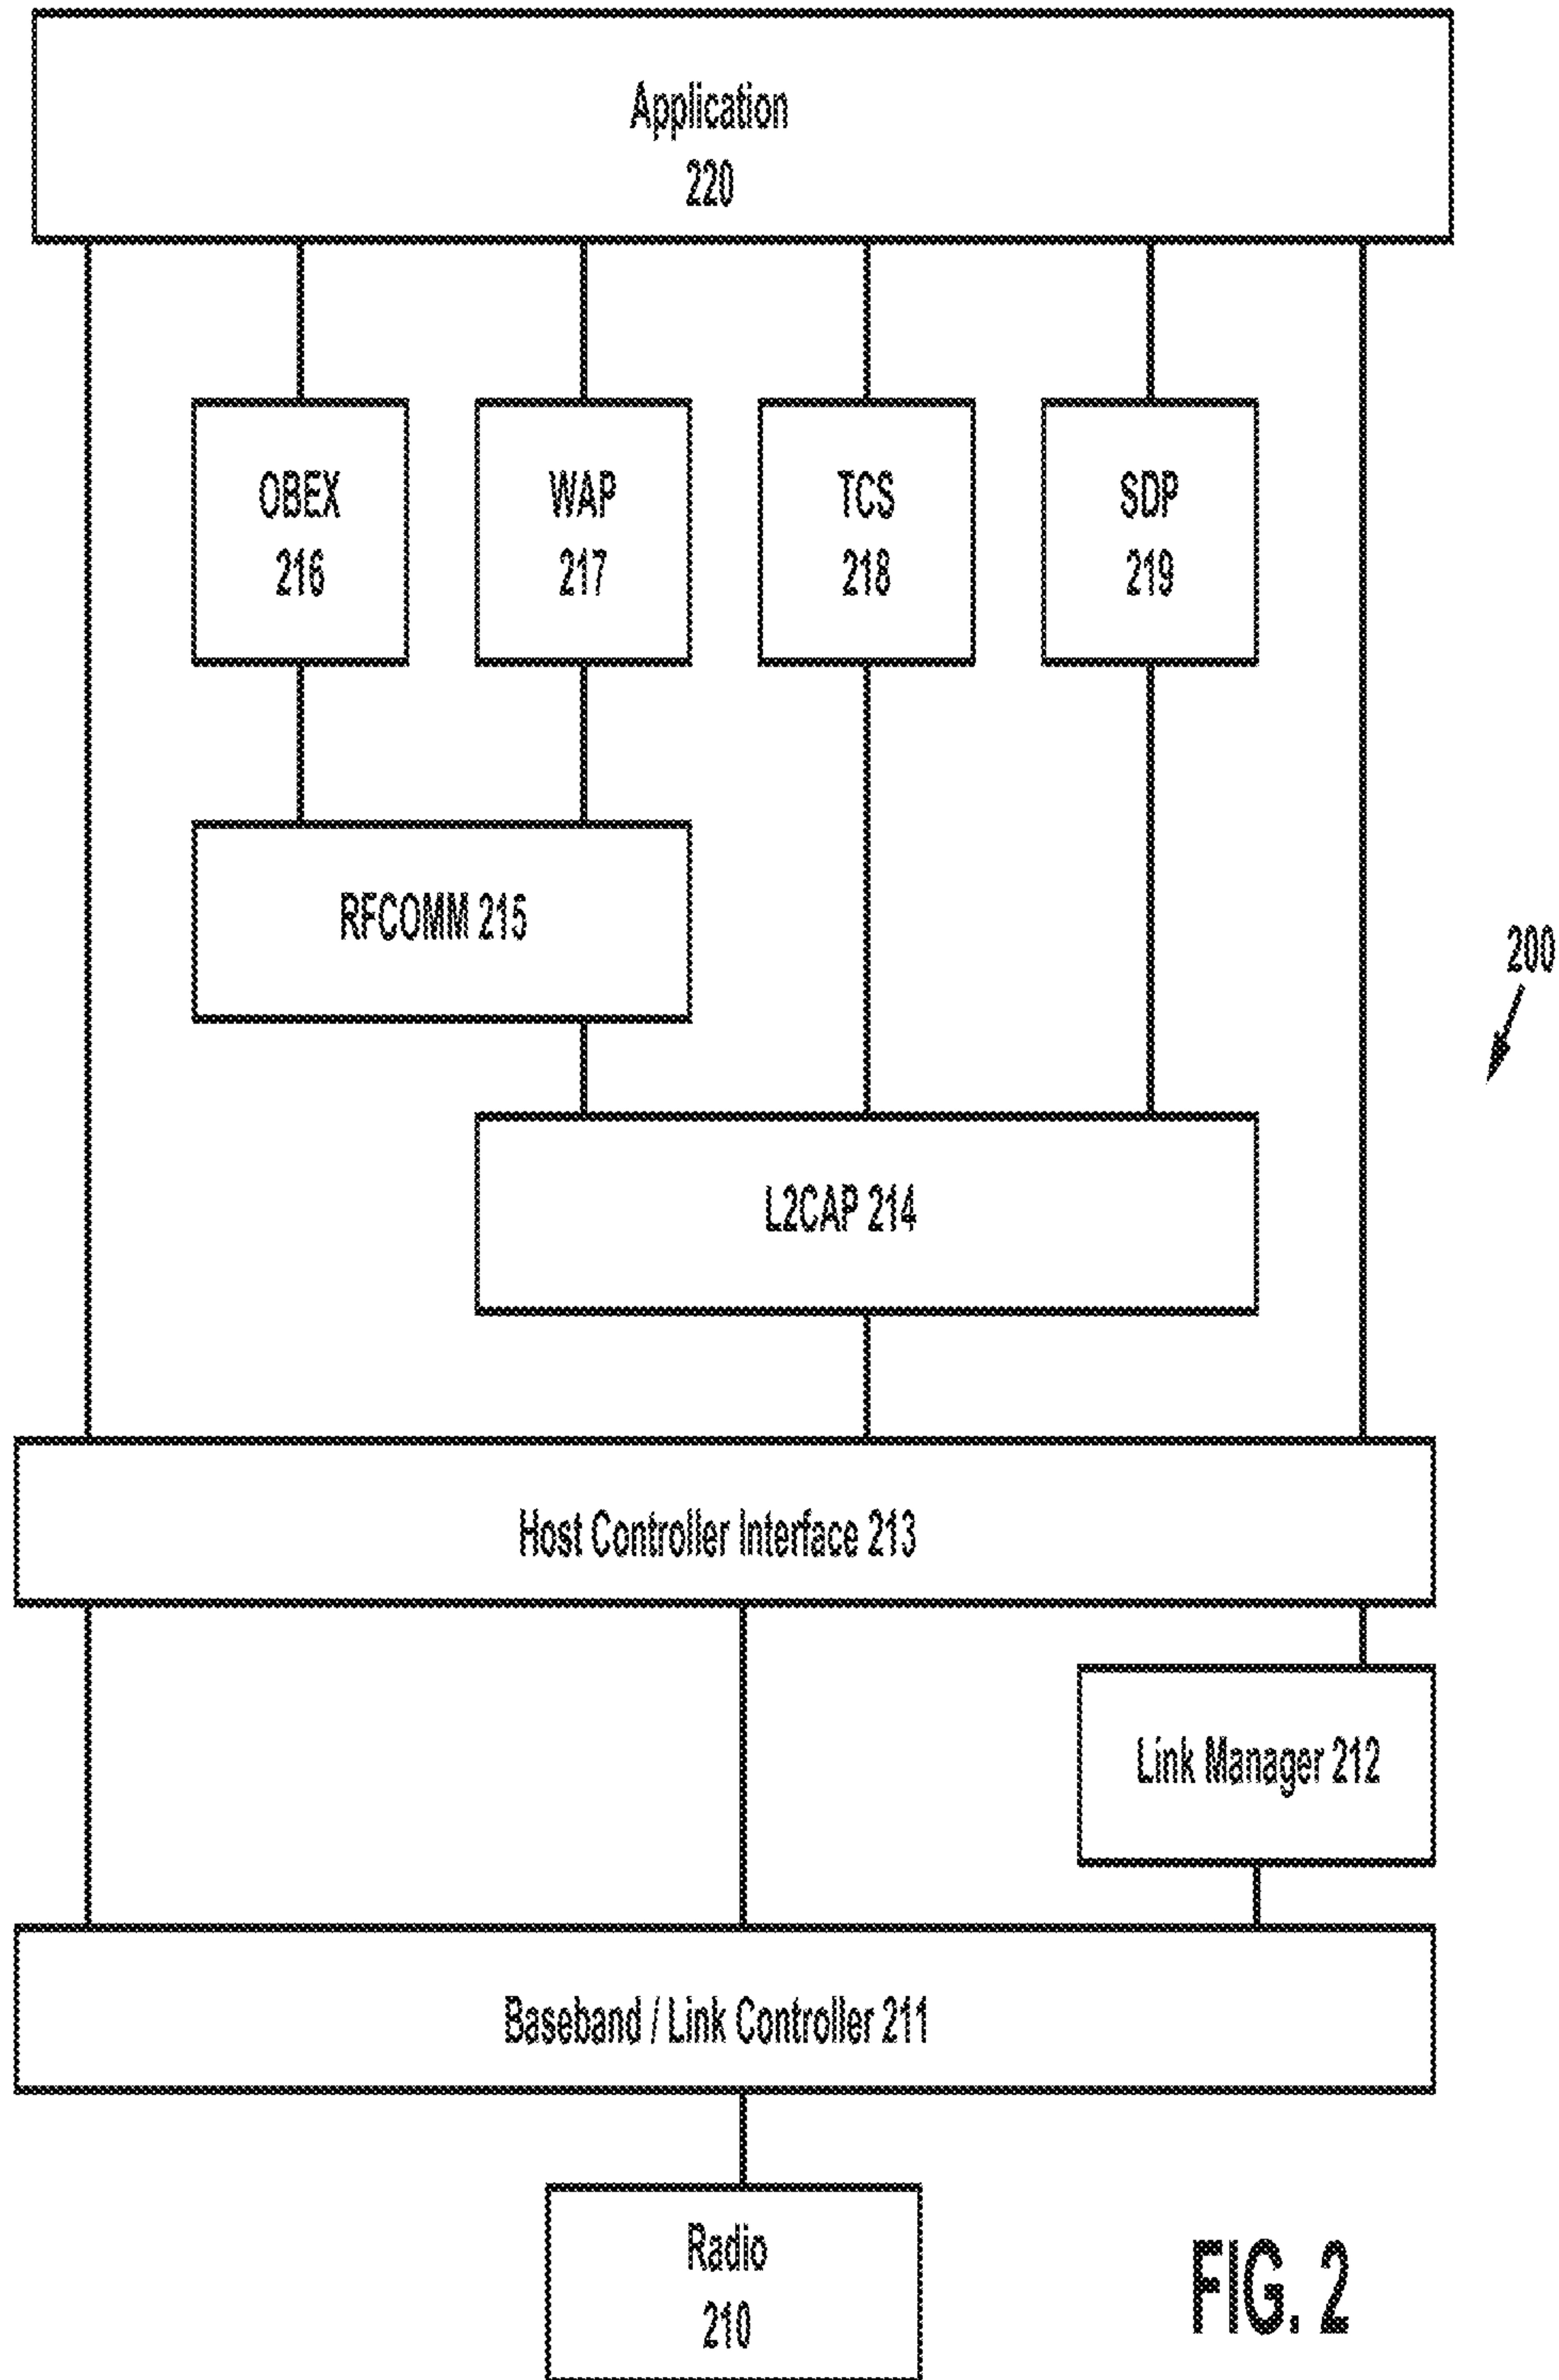 Application
220
OBEX
216
WAP
217
TCS
218
SDP
219
RFCOMM 215
200
L2CAP 214
Host Controller Interface 213
Link Manager 212
Baseband / Link Controller 211
Radio
210
FIG. 2